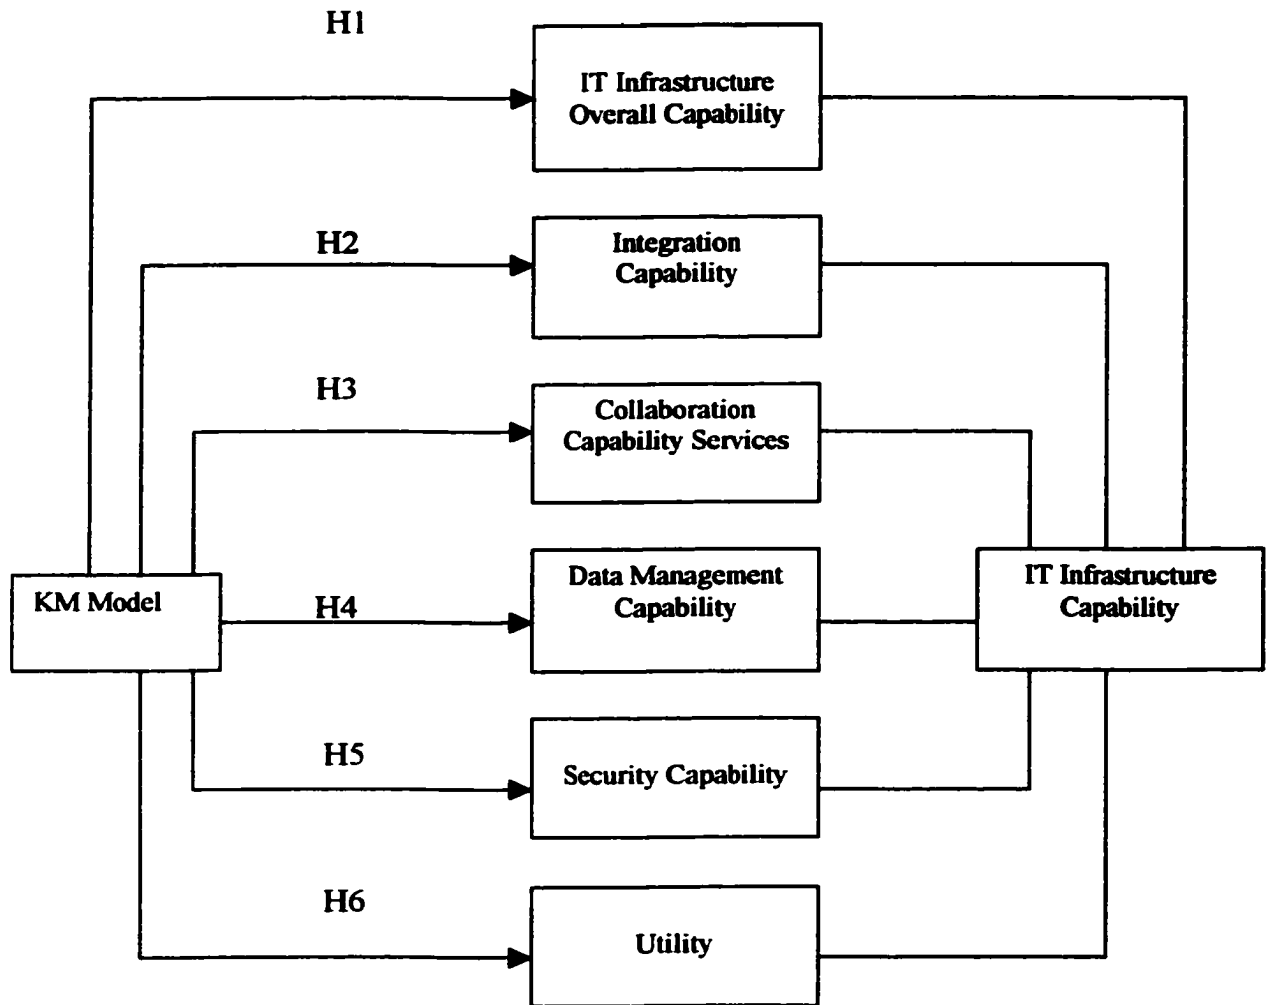 H1
IT Infrastructure
Overall Capability
H2
Integration
Capability
H3
Collaboration
Capability Services
KM Model
H4
Data Management
Capability
IT Infrastructure
Capability
H5
Security Capability
H6
Utility